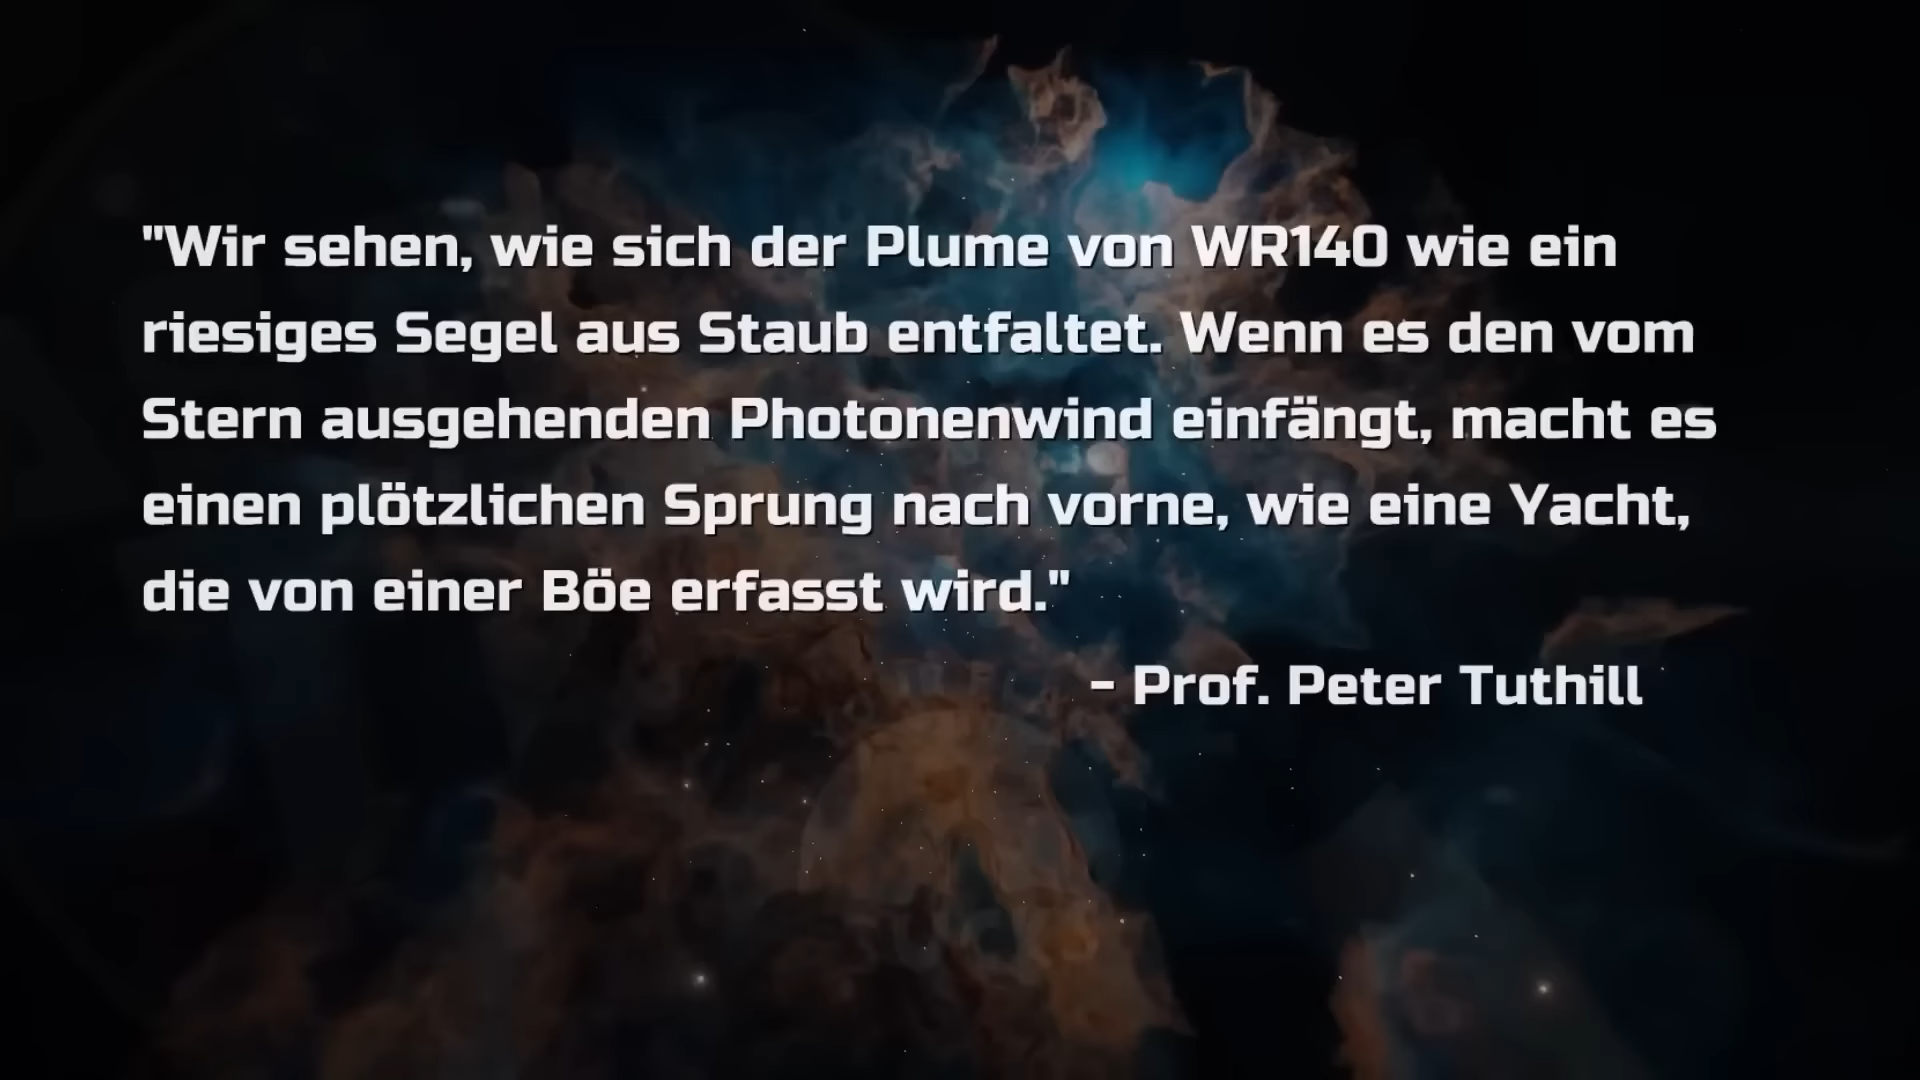 "Wir sehen, wie sich der Plume von WR140 wie ein
riesiges Segel aus Staub entfaltet. Wenn es den vom
Stern ausgehenden Photonenwind einfängt, macht es
einen plötzlichen Sprung nach vorne, wie eine Yacht,
die von einer Böe erfasst wird."
- Prof. Peter Tuthill